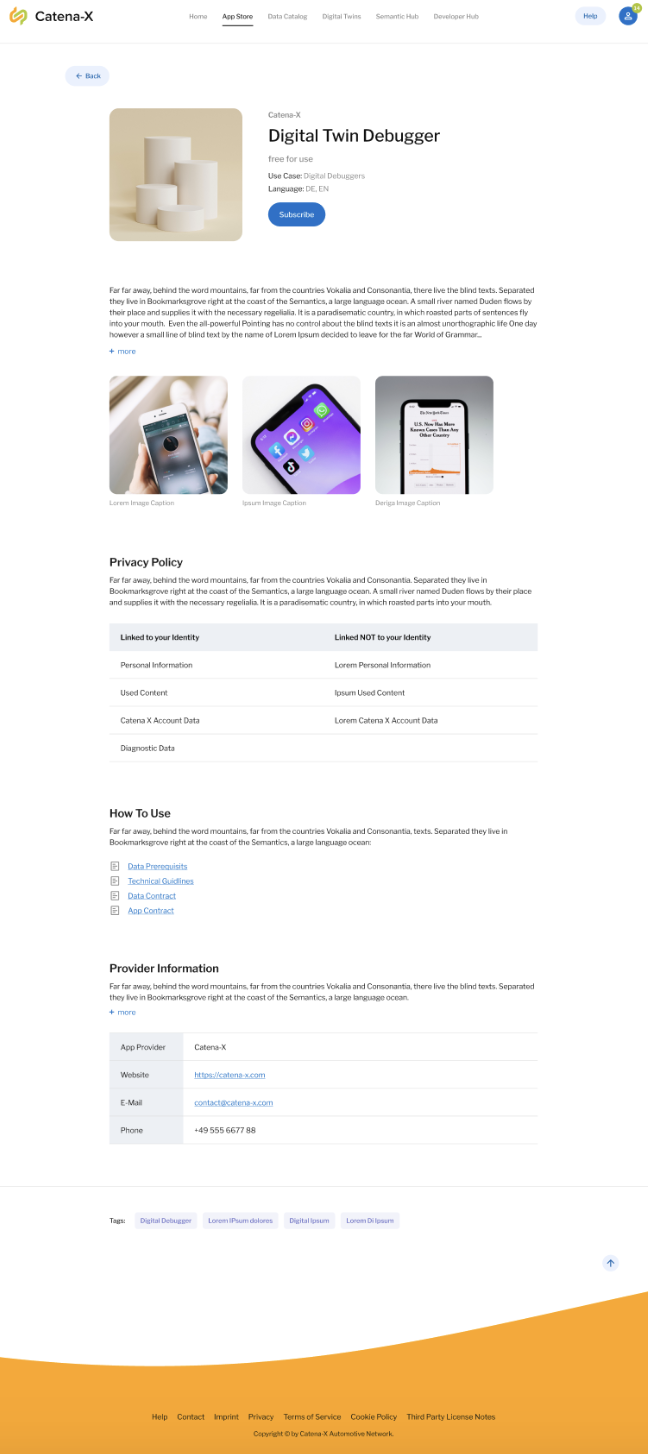 Catena-X
Home App Store Data Catalog Digital Twins Semantic Hub Developer Hub
Help
← Back
Catena-X
Digital Twin Debugger
free for use
Use Case: Digital Debuggers
Language: DE, EN
Subscribe
Far far away, behind the word mountains, far from the countries Vokalia and Consonantia, there live the blind texts. Separated
they live in Bookmarksgrove right at the coast of the Semantics, a large language ocean. A small river named Duden flows by
their place and supplies it with the necessary regelialia. It is a paradisematic country, in which roasted parts of sentences fly
into your mouth. Even the all-powerful Pointing has no control about the blind texts it is an almost unorthographic life One day
however a small line of blind text by the name of Lorem Ipsum decided to leave for the far World of Grammar...
+ more
The New York Times
U.S. Now Has More
Known Cases Than Any
Other Country
Lorem Image Caption
Ipsum Image Caption
Deriga Image Caption
Privacy Policy
Far far away, behind the word mountains, far from the countries Vokalia and Consonantia. Separated they live in
Bookmarksgrove right at the coast of the Semantics, a large language ocean. A small river named Duden flows by their place
and supplies it with the necessary regelialia. It is a paradisematic country, in which roasted parts into your mouth.
Linked to your Identity Linked NOT to your Identity
Personal Information Lorem Personal Information
Used Content Ipsum Used Content
Catena X Account Data Lorem Catena X Account Data
Diagnostic Data
How To Use
Far far away, behind the word mountains, far from the countries Vokalia and Consonantia, texts. Separated they live in
Bookmarksgrove right at the coast of the Semantics, a large language ocean:
Data Prerequisits
Technical Guidlines
Data Contract
App Contract
Provider Information
Far far away, behind the word mountains, far from the countries Vokalia and Consonantia, there live the blind texts. Separated
they live in Bookmarksgrove right at the coast of the Semantics, a large language ocean.
+ more
App Provider Catena-X
Website https://catena-x.com
E-Mail contact@catena-x.com
Phone +49 555 6677 88
Tags: Digital Debugger Lorem IPsum dolores Digital Ipsum Lorem Di Ipsum
Help Contact Imprint Privacy Terms of Service Cookie Policy Third Party License Notes
Copyright © by Catena-X Automotive Network.